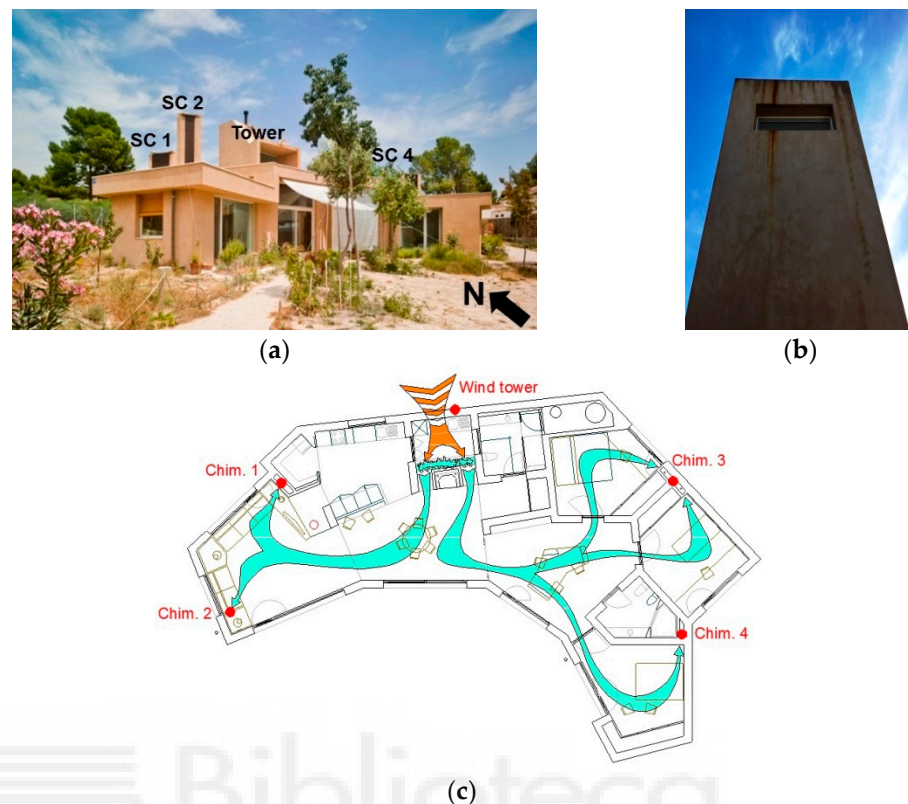 SC 2
SC 1
Tower
SC 4
N
(a)
(b)
Wind tower
Chim. 1
Chim. 3
Chim. 2
Chim. 4
Biblioteca
(c)